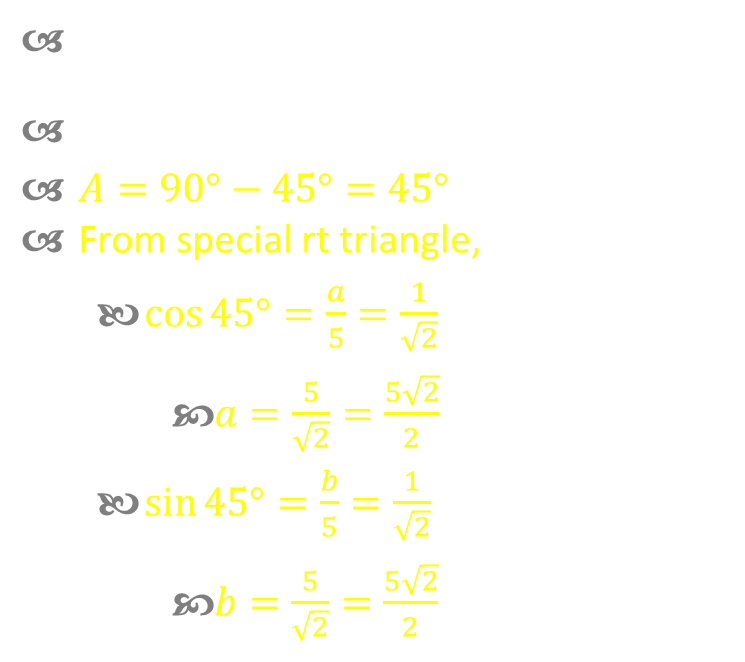 A = 90° − 45° = 45°
From special rt triangle,
cos 45° = a/5 = 1/√2
a = 5/√2 = 5√2/2
sin 45° = b/5 = 1/√2
b = 5/√2 = 5√2/2